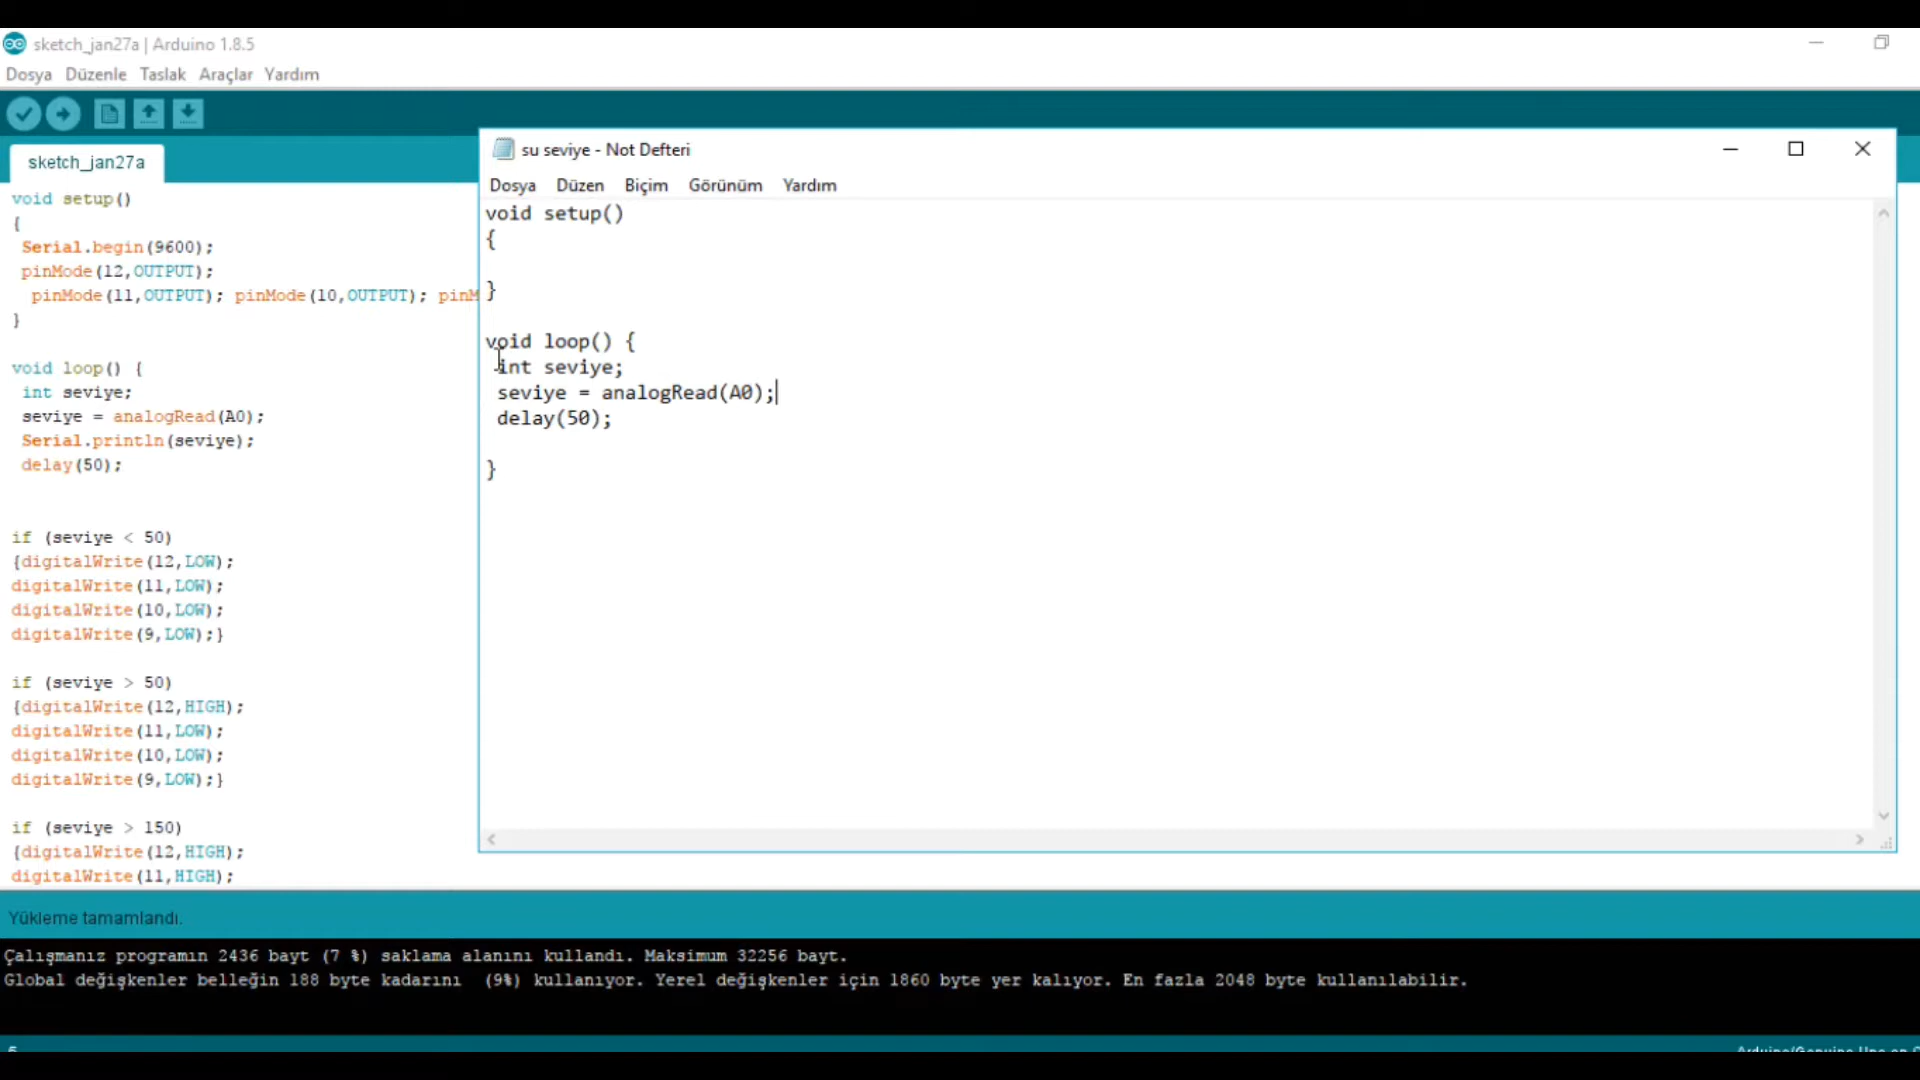 sketch_jan27a | Arduino 1.8.5
Dosya Düzenle Taslak Araçlar Yardım
sketch_jan27a
void setup()
{
Serial.begin(9600);
pinMode(12,OUTPUT);
pinMode(11,OUTPUT); pinMode(10,OUTPUT); pinM
}
void loop() {
int seviye;
seviye = analogRead(A0);
Serial.println(seviye);
delay(50);
if (seviye < 50)
{digitalWrite(12,LOW);
digitalWrite(11,LOW);
digitalWrite(10,LOW);
digitalWrite(9,LOW);}
if (seviye > 50)
{digitalWrite(12,HIGH);
digitalWrite(11,LOW);
digitalWrite(10,LOW);
digitalWrite(9,LOW);}
if (seviye > 150)
{digitalWrite(12,HIGH);
digitalWrite(11,HIGH);
su seviye - Not Defteri
Dosya Düzen Biçim Görünüm Yardım
void setup()
{
}
void loop() {
int seviye;
seviye = analogRead(A0);
delay(50);
}
Yükleme tamamlandı.
Çalışmanız programın 2436 bayt (7 %) saklama alanını kullandı. Maksimum 32256 bayt.
Global değişkenler belleğin 188 byte kadarını (9%) kullanıyor. Yerel değişkenler için 1860 byte yer kalıyor. En fazla 2048 byte kullanılabilir.